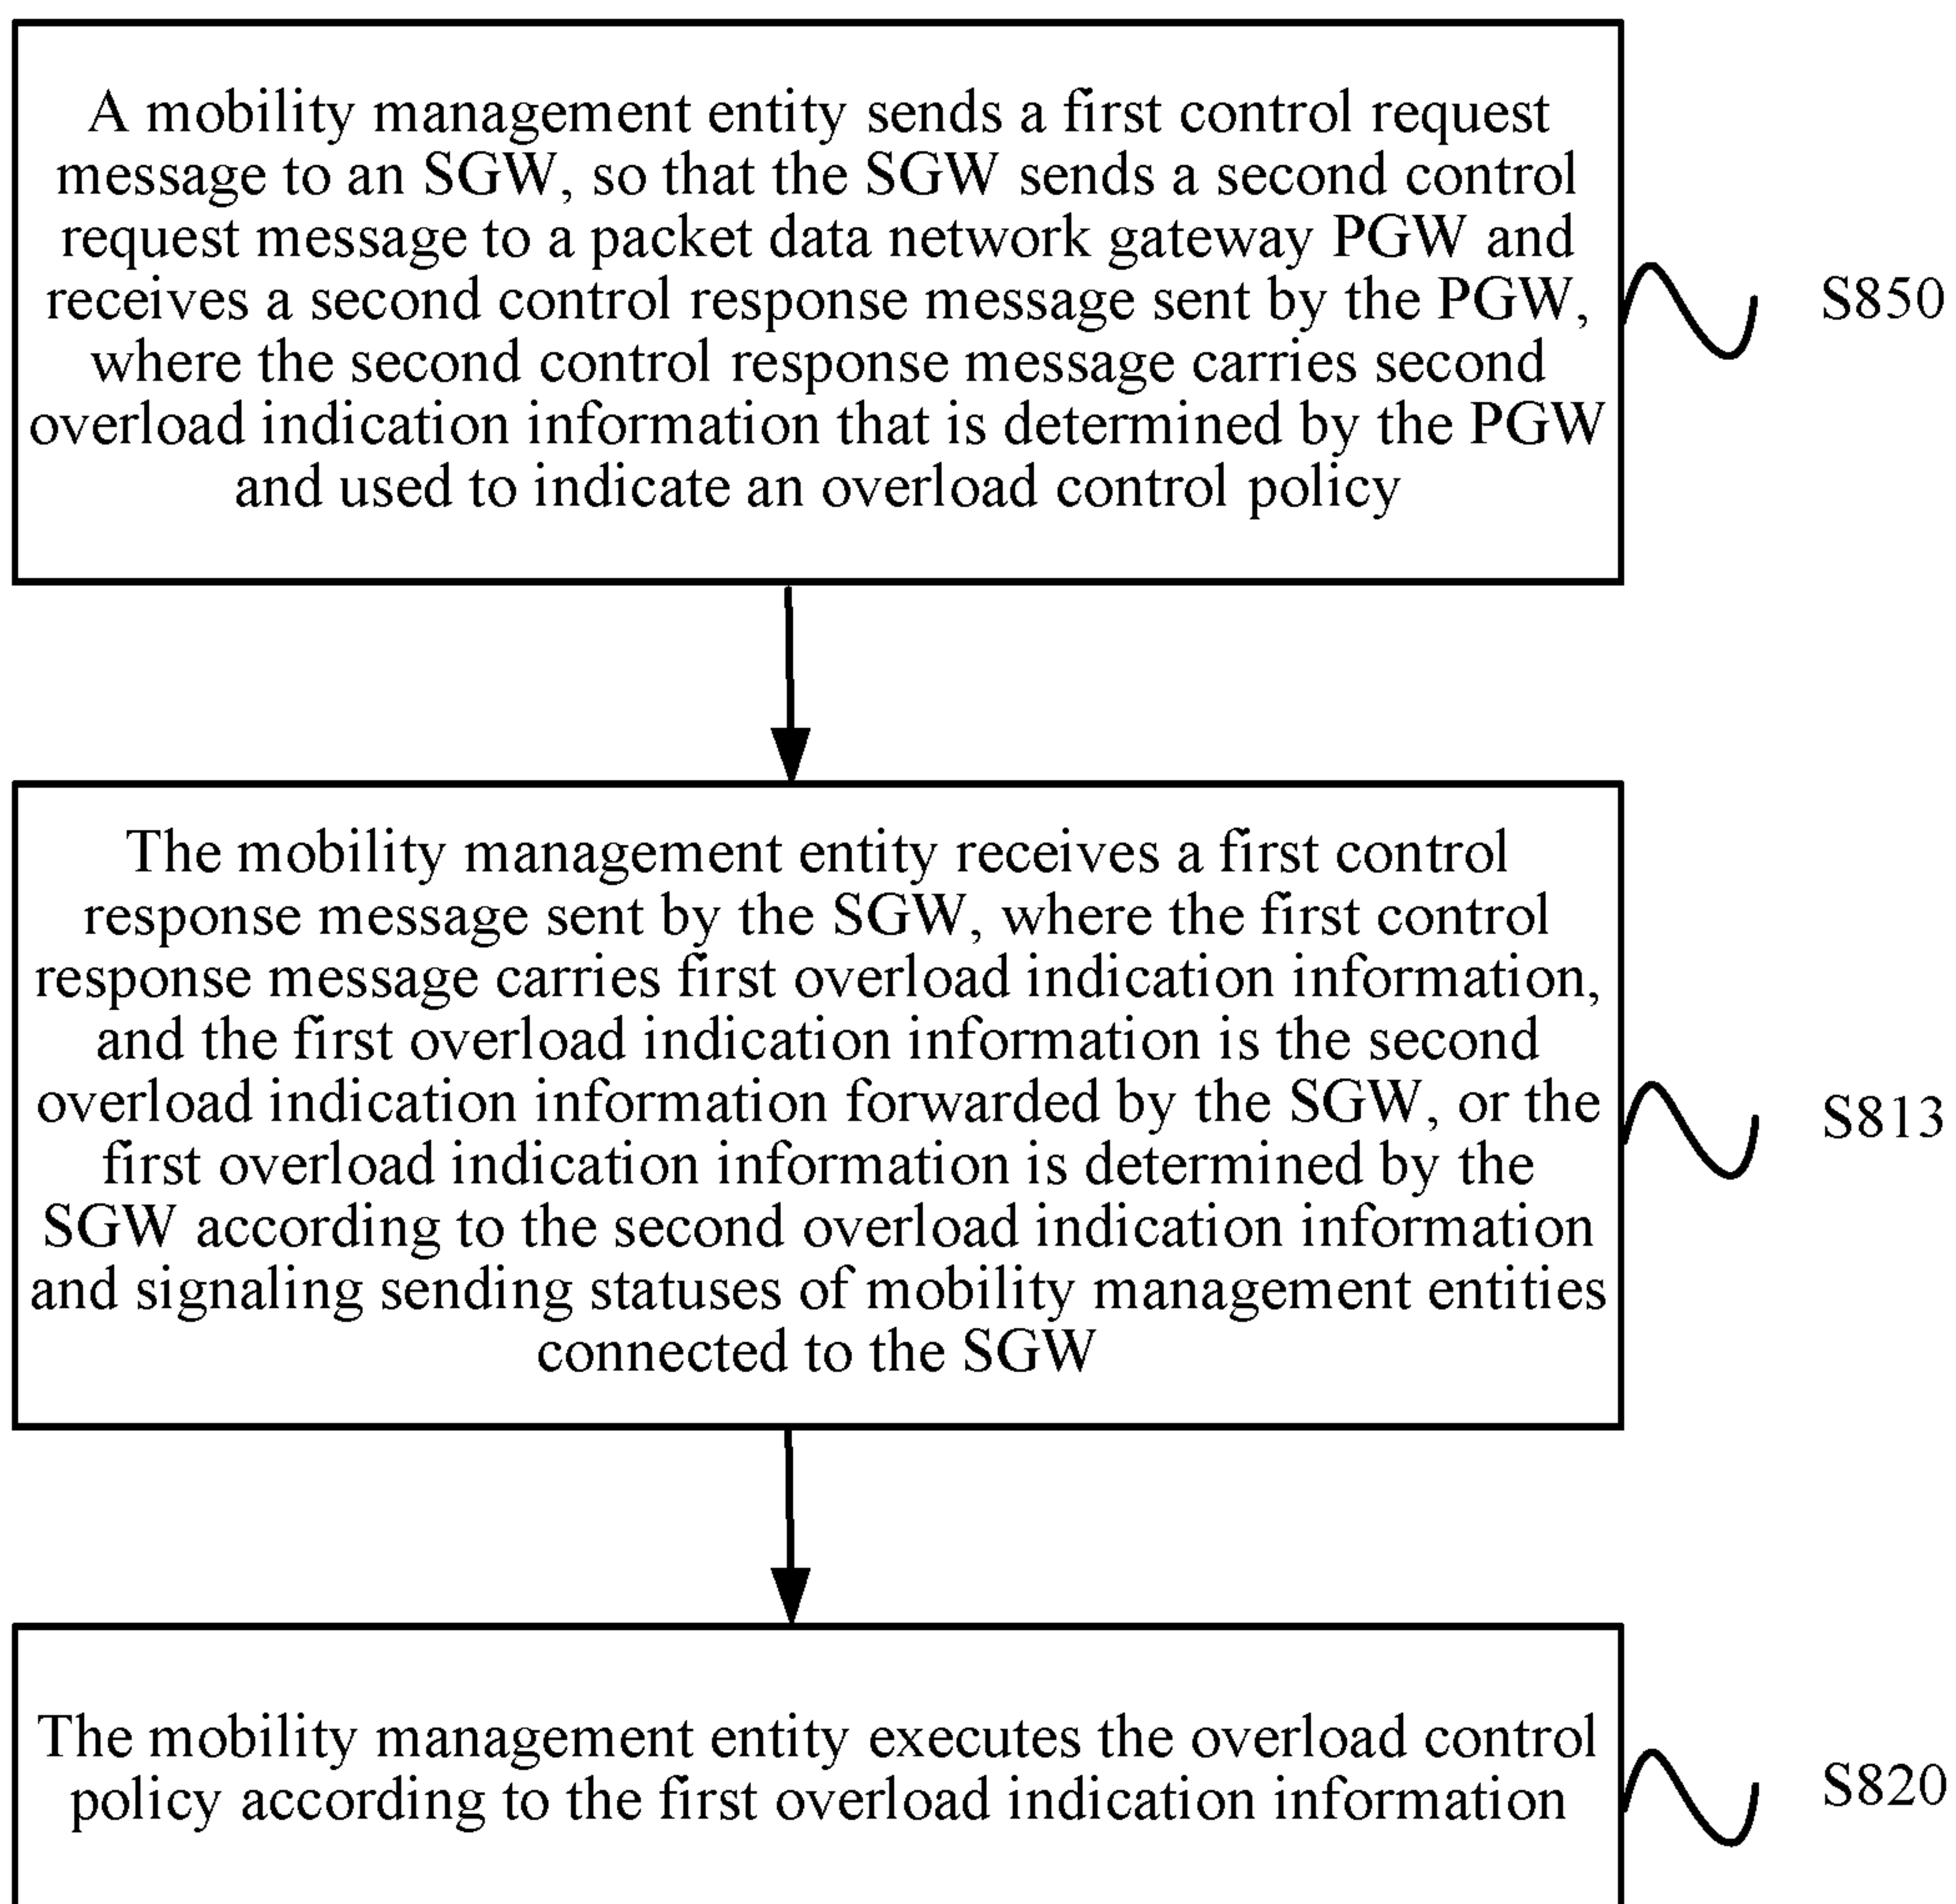 A mobility management entity sends a first control request
message to an SGW, so that the SGW sends a second control
request message to a packet data network gateway PGW and
receives a second control response message sent by the PGW,
where the second control response message carries second
overload indication information that is determined by the PGW
and used to indicate an overload control policy
S850
The mobility management entity receives a first control
response message sent by the SGW, where the first control
response message carries first overload indication information,
and the first overload indication information is the second
overload indication information forwarded by the SGW, or the
first overload indication information is determined by the
SGW according to the second overload indication information
and signaling sending statuses of mobility management entities
connected to the SGW
S813
The mobility management entity executes the overload control
policy according to the first overload indication information
S820